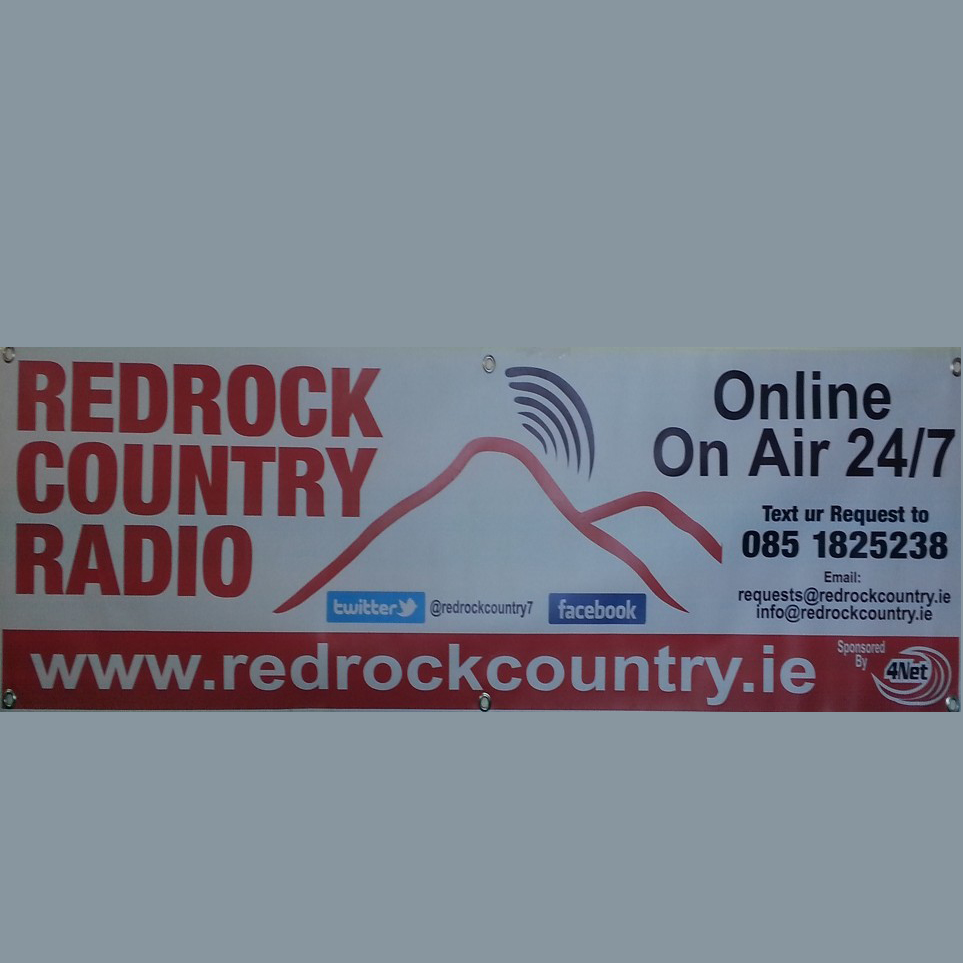 REDROCK
COUNTRY
RADIO
Online
On Air 24/7
Text ur Request to
085 1825238
Email:
requests@redrockcountry.ie
info@redrockcountry.ie
twitter @redrockcountry7 facebook
www.redrockcountry.ie
Sponsored
By
4Net